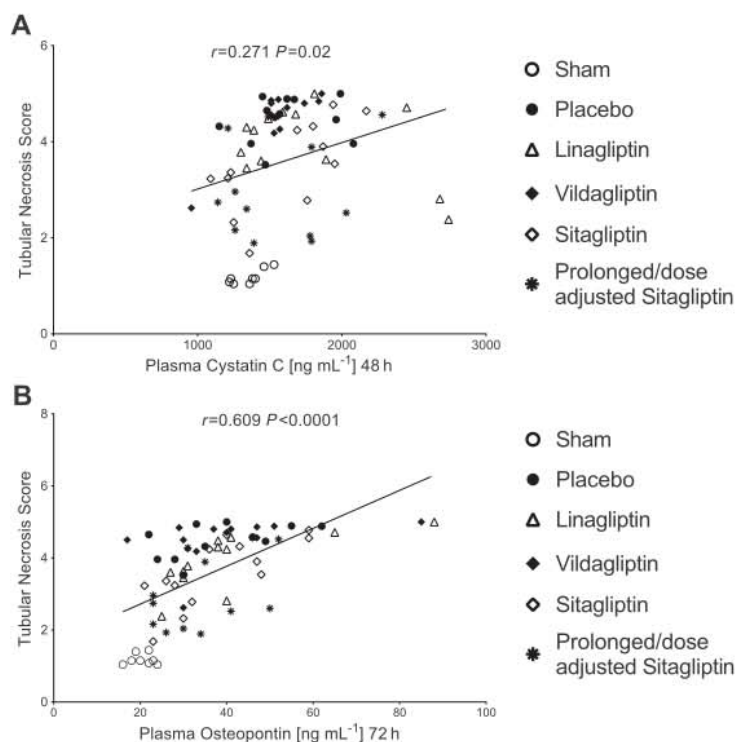 A
r=0.271 P=0.02
6
4
2
0
0
1000
2000
3000
Tubular Necrosis Score
Plasma Cystatin C [ng mL⁻¹] 48 h
Sham
Placebo
Linagliptin
Vildagliptin
Sitagliptin
Prolonged/dose
adjusted Sitagliptin
B
r=0.609 P<0.0001
8
6
4
2
0
0
20
40
60
80
100
Tubular Necrosis Score
Plasma Osteopontin [ng mL⁻¹] 72 h
Sham
Placebo
Linagliptin
Vildagliptin
Sitagliptin
Prolonged/dose
adjusted Sitagliptin